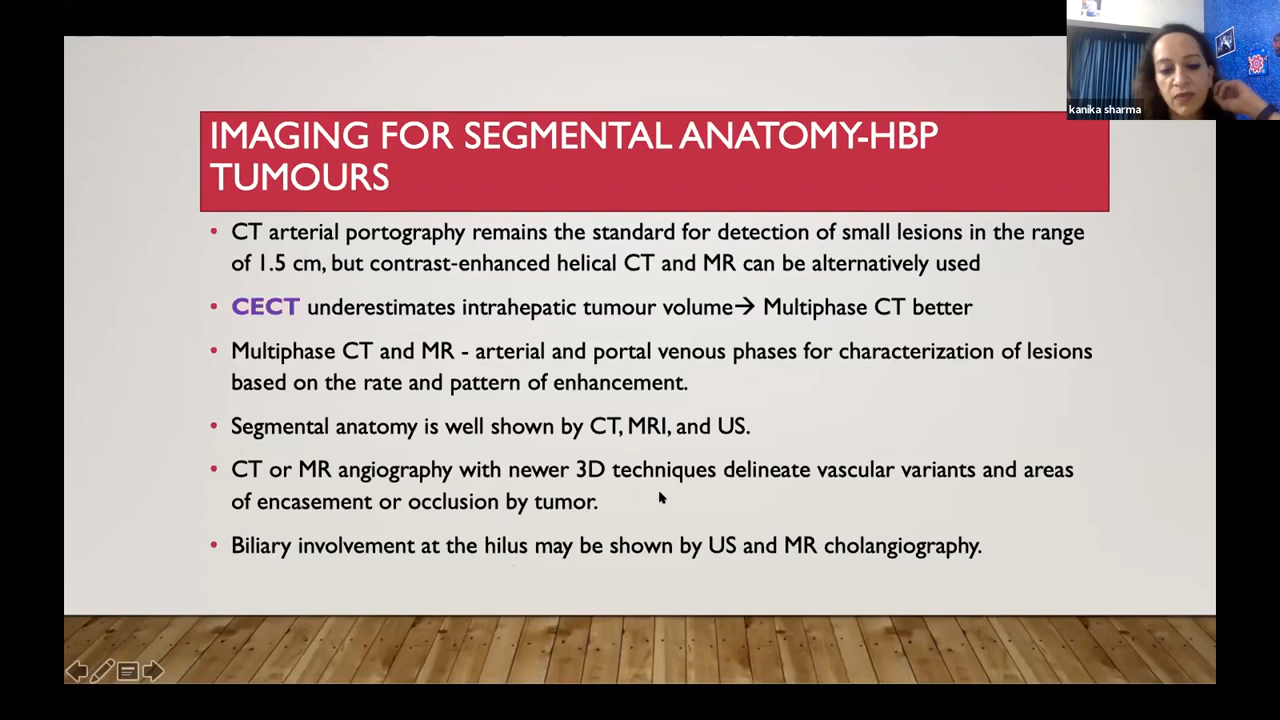 kanika sharma
IMAGING FOR SEGMENTAL ANATOMY-HBP
TUMOURS
• CT arterial portography remains the standard for detection of small lesions in the range
of 1.5 cm, but contrast-enhanced helical CT and MR can be alternatively used
• CECT underestimates intrahepatic tumour volume→ Multiphase CT better
• Multiphase CT and MR - arterial and portal venous phases for characterization of lesions
based on the rate and pattern of enhancement.
• Segmental anatomy is well shown by CT, MRI, and US.
• CT or MR angiography with newer 3D techniques delineate vascular variants and areas
of encasement or occlusion by tumor.
• Biliary involvement at the hilus may be shown by US and MR cholangiography.